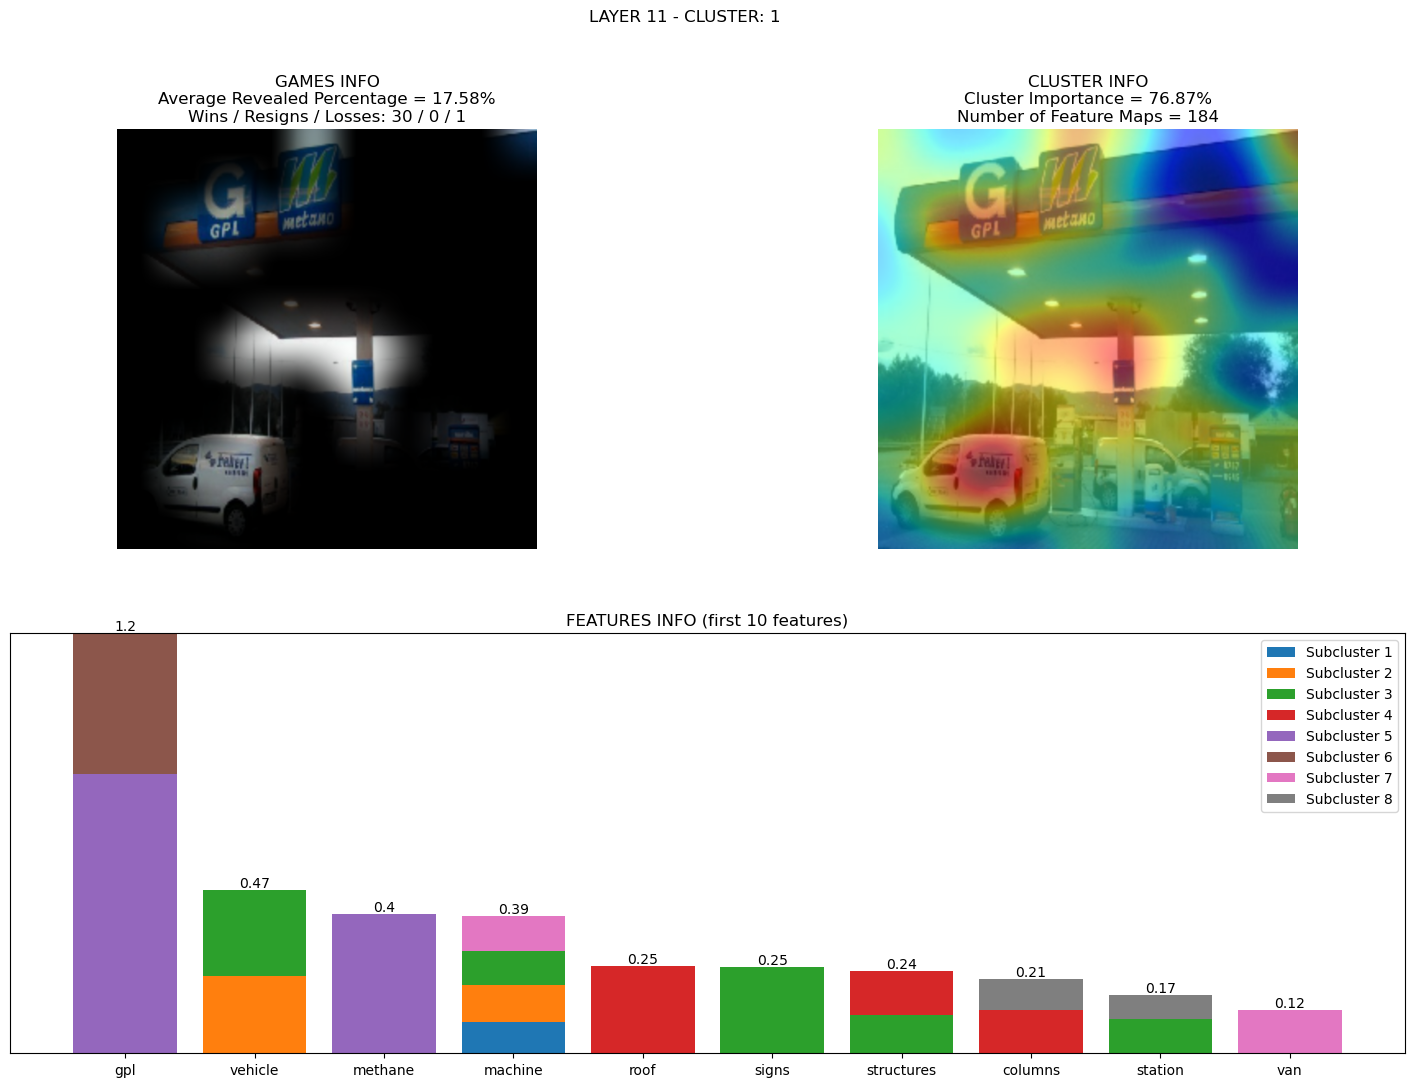 LAYER 11 - CLUSTER: 1
GAMES INFO
Average Revealed Percentage = 17.58%
Wins / Resigns / Losses: 30 / 0 / 1
G
GPL
metano
CLUSTER INFO
Cluster Importance = 76.87%
Number of Feature Maps = 184
G
GPL
metano
FEATURES INFO (first 10 features)
1.2
0.47
0.4
0.39
0.25
0.25
0.24
0.21
0.17
0.12
Subcluster 1
Subcluster 2
Subcluster 3
Subcluster 4
Subcluster 5
Subcluster 6
Subcluster 7
Subcluster 8
gpl
vehicle
methane
machine
roof
signs
structures
columns
station
van